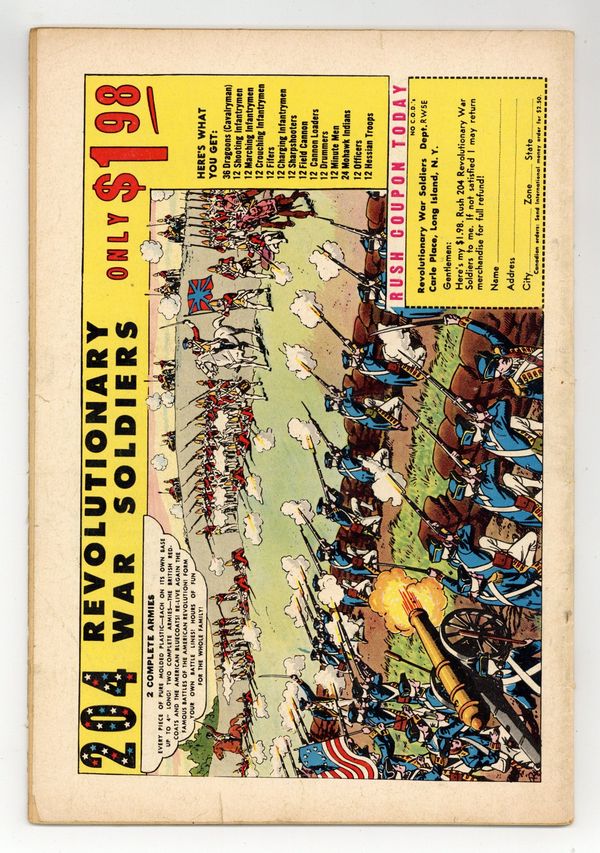 204 REVOLUTIONARY
WAR SOLDIERS
ONLY $1.98
2 COMPLETE ARMIES
EVERY PIECE OF PURE MOLDED PLASTIC—EACH ON ITS OWN BASE
UP TO 4" LONG! TWO COMPLETE ARMIES—THE BRITISH RED-
COATS AND THE AMERICAN BLUECOATS! RE-LIVE AGAIN THE
FAMOUS BATTLES OF THE AMERICAN REVOLUTION! FORM
YOUR OWN BATTLE LINES! HOURS OF FUN
FOR THE WHOLE FAMILY!
HERE'S WHAT
YOU GET:
36 Dragoons (Cavalryman)
12 Shooting Infantrymen
12 Marching Infantrymen
12 Crouching Infantrymen
12 Fifers
12 Charging Infantrymen
12 Sharpshooters
12 Field Cannon
12 Cannon Loaders
12 Drummers
12 Minute Men
24 Mohawk Indians
12 Officers
12 Hessian Troops
RUSH COUPON TODAY
NO C.O.D.'s
Revolutionary War Soldiers Dept. RWSE
Carle Place, Long Island, N. Y.
Gentlemen:
Here's my $1.98. Rush 204 Revolutionary War
Soldiers to me. If not satisfied I may return
merchandise for full refund!
Name
Address
City Zone State
Canadian orders: Send International money order for $2.50.